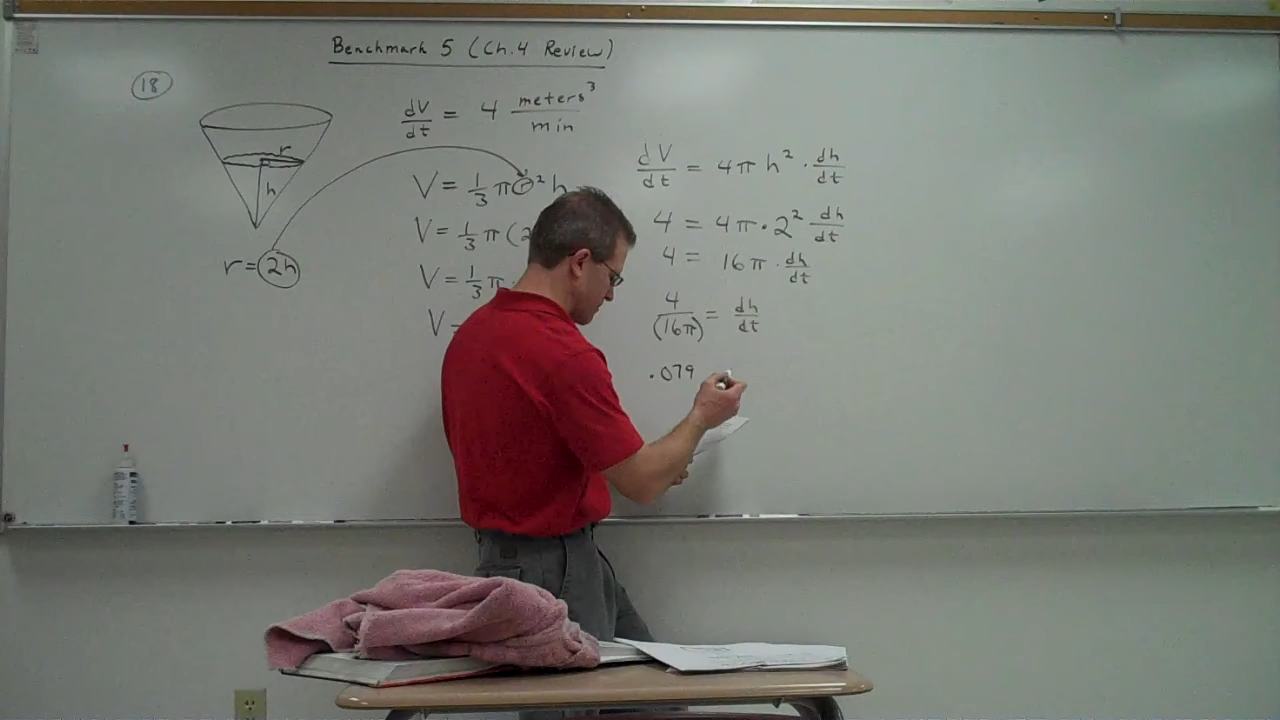 Benchmark 5 (Ch.4 Review)
18
r
h
r = 2h
dV/dt = 4 meters³/min
V = 1/3 π r² h
V = 1/3 π (2
V = 1/3 π
V =
dV/dt = 4π h² · dh/dt
4 = 4π · 2² dh/dt
4 = 16π · dh/dt
4/(16π) = dh/dt
.079